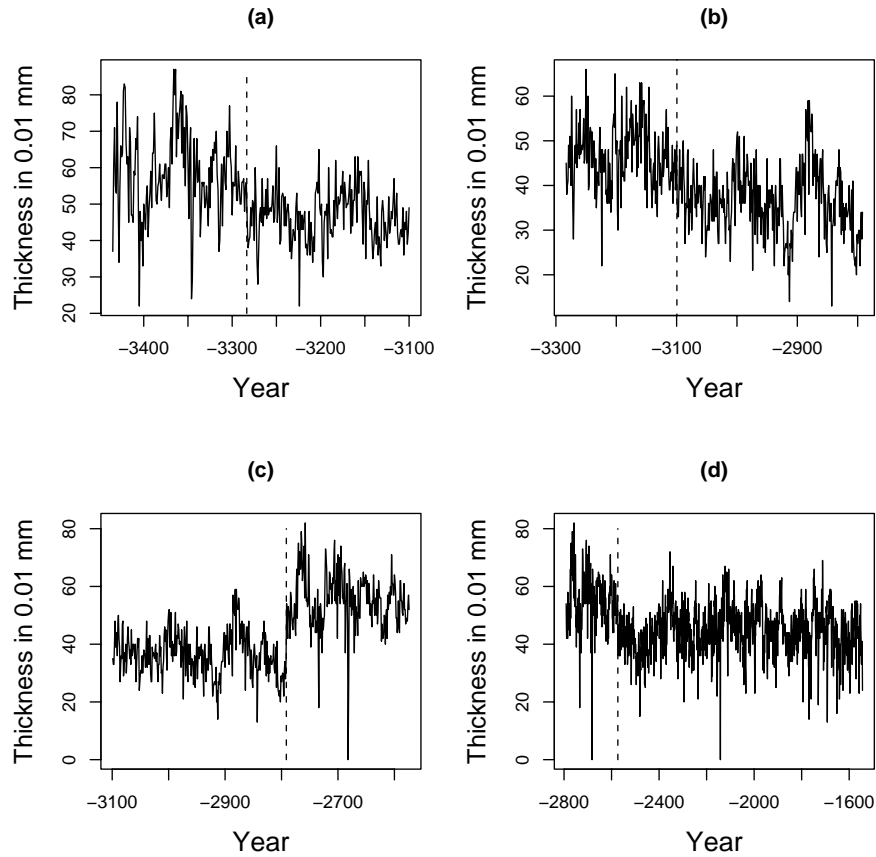 (a)
Thickness in 0.01 mm
20 30 40 50 60 70 80
−3400 −3300 −3200 −3100
Year
(b)
Thickness in 0.01 mm
20 30 40 50 60
−3300 −3100 −2900
Year
(c)
Thickness in 0.01 mm
0 20 40 60 80
−3100 −2900 −2700
Year
(d)
Thickness in 0.01 mm
0 20 40 60 80
−2800 −2400 −2000 −1600
Year